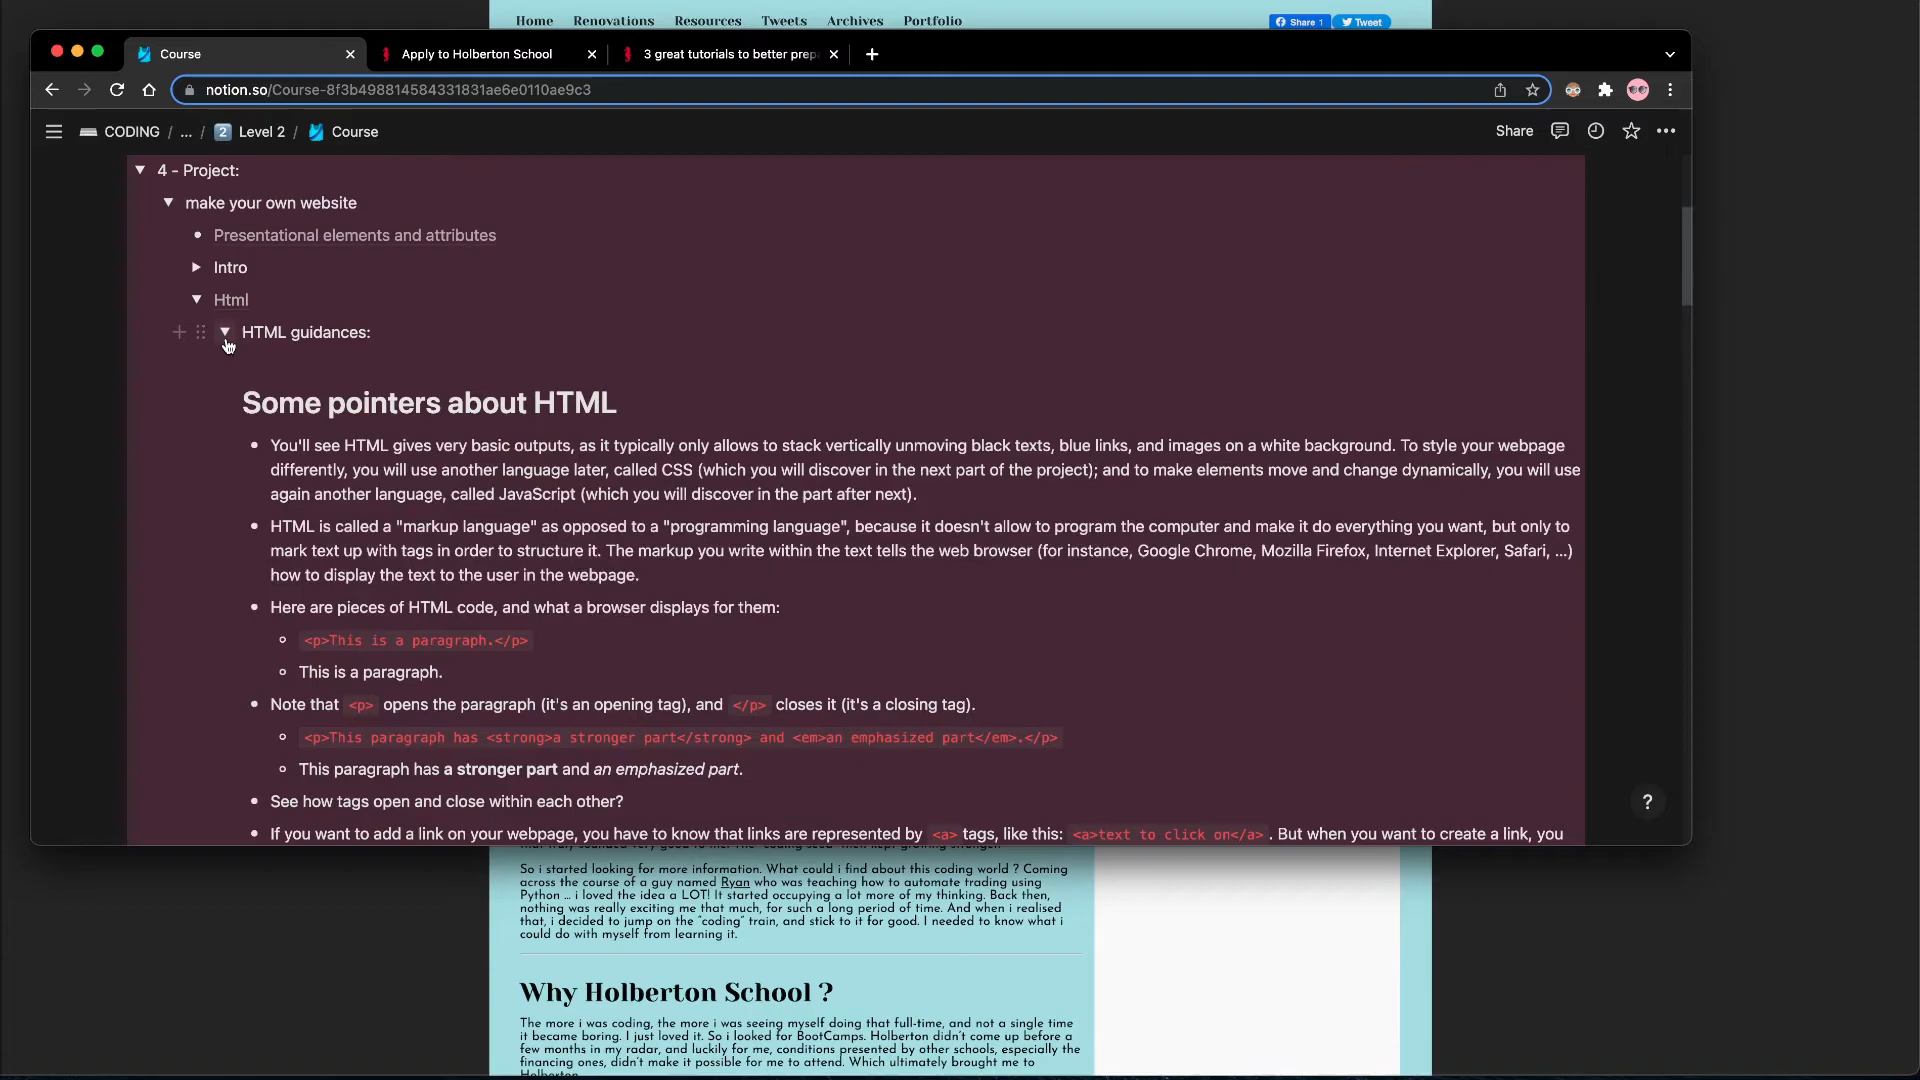 Home Renovations Resources Tweets Archives Portfolio
Share 1 Tweet
Course Apply to Holberton School 3 great tutorials to better prep
notion.so/Course-8f3b498814584331831ae6e0110ae9c3
CODING / ... / 2 Level 2 / Course Share
4 - Project:
make your own website
Presentational elements and attributes
Intro
Html
HTML guidances:
Some pointers about HTML
You'll see HTML gives very basic outputs, as it typically only allows to stack vertically unmoving black texts, blue links, and images on a white background. To style your webpage
differently, you will use another language later, called CSS (which you will discover in the next part of the project); and to make elements move and change dynamically, you will use
again another language, called JavaScript (which you will discover in the part after next).
HTML is called a "markup language" as opposed to a "programming language", because it doesn't allow to program the computer and make it do everything you want, but only to
mark text up with tags in order to structure it. The markup you write within the text tells the web browser (for instance, Google Chrome, Mozilla Firefox, Internet Explorer, Safari, ...)
how to display the text to the user in the webpage.
Here are pieces of HTML code, and what a browser displays for them:
<p>This is a paragraph.</p>
This is a paragraph.
Note that <p> opens the paragraph (it's an opening tag), and </p> closes it (it's a closing tag).
<p>This paragraph has <strong>a stronger part</strong> and <em>an emphasized part</em>.</p>
This paragraph has a stronger part and an emphasized part.
See how tags open and close within each other?
If you want to add a link on your webpage, you have to know that links are represented by <a> tags, like this: <a>text to click on</a>. But when you want to create a link, you
?
So i started looking for more information. What could i find about this coding world ? Coming
across the course of a guy named Ryan who was teaching how to automate trading using
Python ... i loved the idea a LOT! It started occupying a lot more of my thinking. Back then,
nothing was really exciting me that much, for such a long period of time. And when i realised
that, i decided to jump on the "coding" train, and stick to it for good. I needed to know what i
could do with myself from learning it.
Why Holberton School ?
The more i was coding, the more i was seeing myself doing that full-time, and not a single time
it became boring. I just loved it. So i looked for BootCamps. Holberton didn't come up before a
few months in my radar, and luckily for me, conditions presented by other schools, especially the
financing ones, didn't make it possible for me to attend. Which ultimately brought me to
Holberton